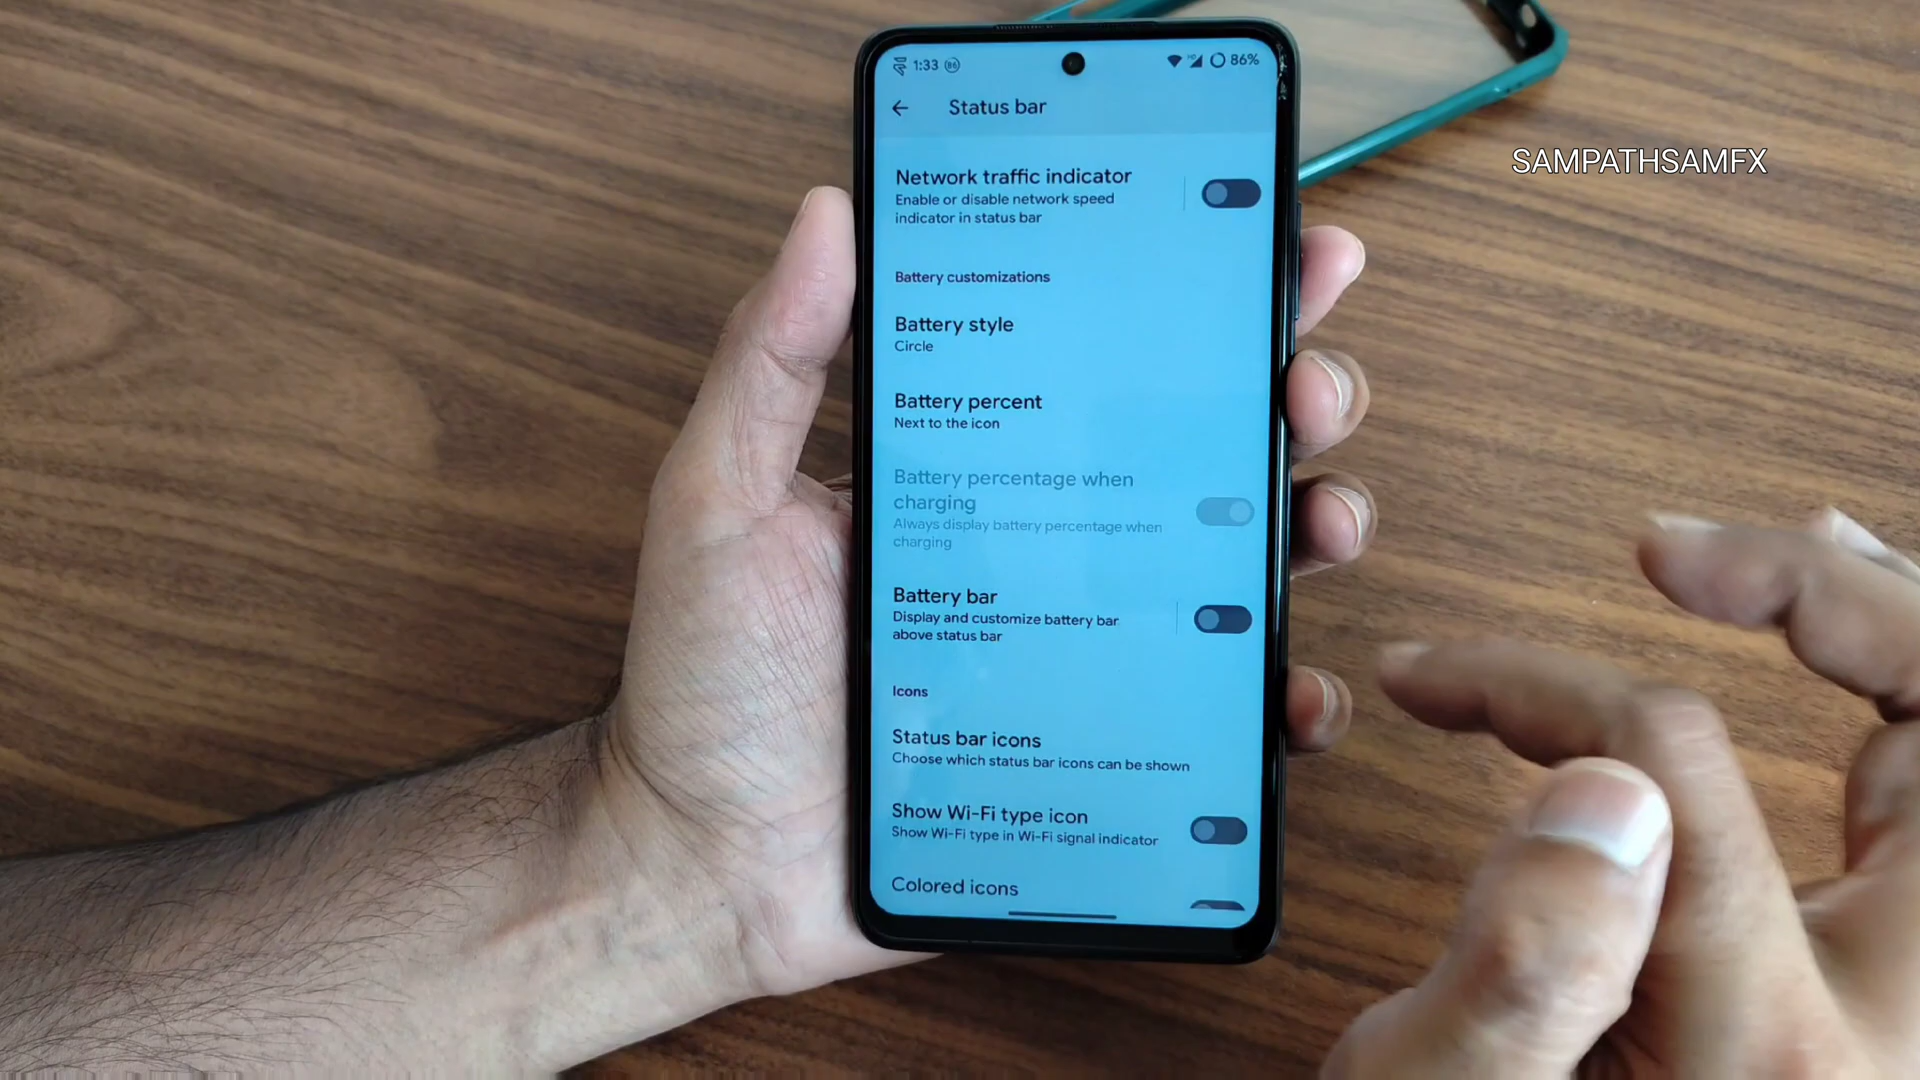 1:33 86 86%
Status bar
SAMPATHSAMFX
Network traffic indicator
Enable or disable network speed
indicator in status bar
Battery customizations
Battery style
Circle
Battery percent
Next to the icon
Battery percentage when
charging
Always display battery percentage when
charging
Battery bar
Display and customize battery bar
above status bar
Icons
Status bar icons
Choose which status bar icons can be shown
Show Wi-Fi type icon
Show Wi-Fi type in Wi-Fi signal indicator
Colored icons